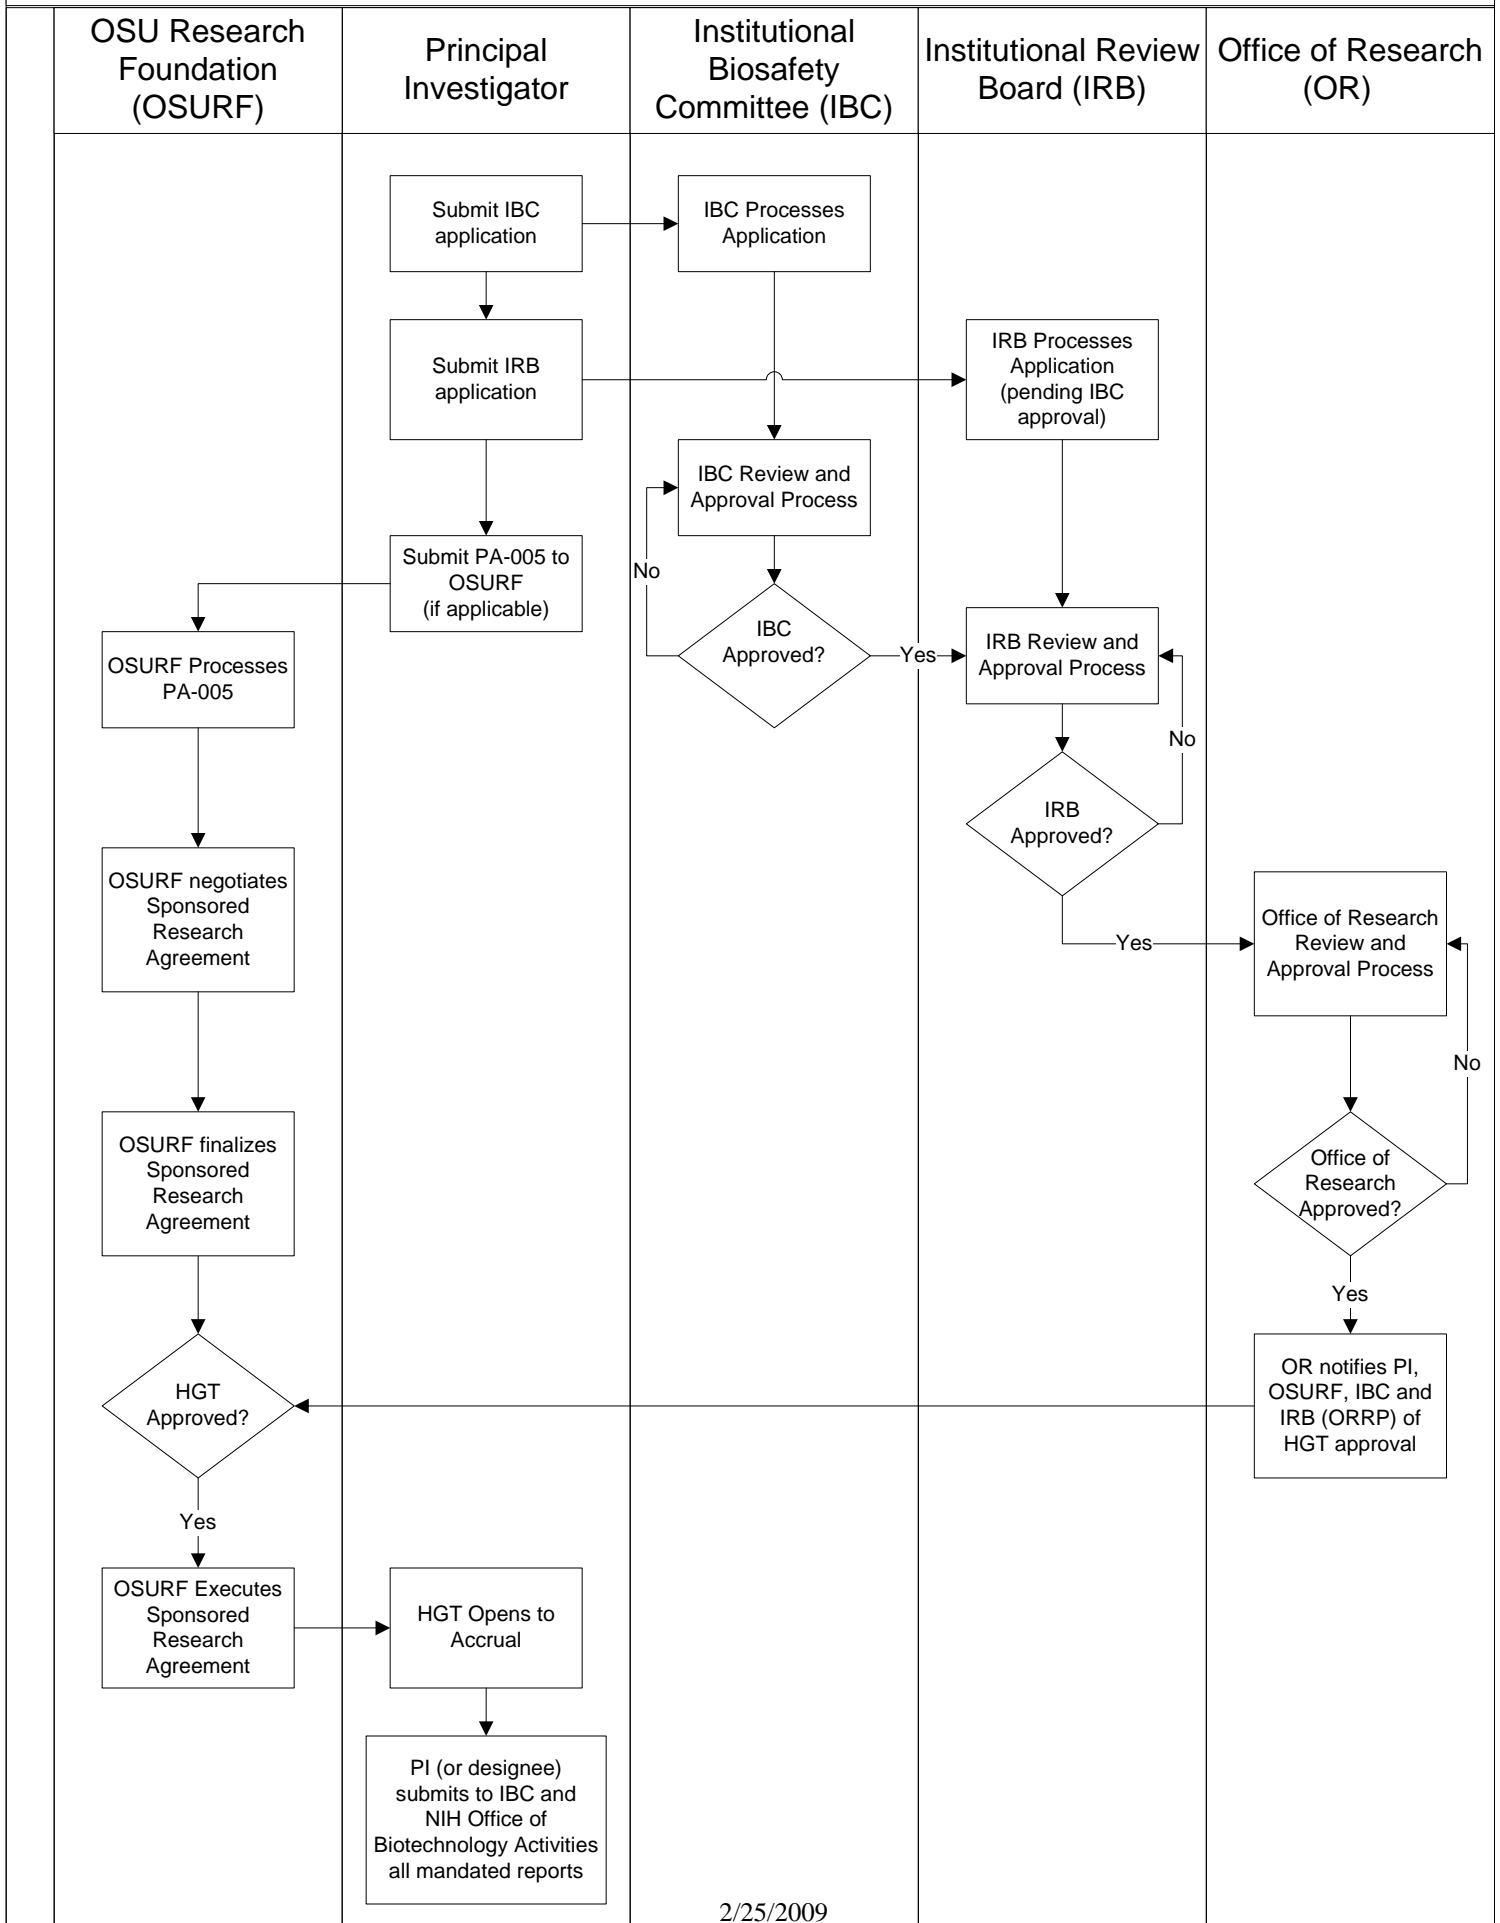 OSU Research
Foundation
(OSURF)
Principal
Investigator
Institutional
Biosafety
Committee (IBC)
Institutional Review
Board (IRB)
Office of Research
(OR)
Submit IBC
application
IBC Processes
Application
Submit IRB
application
IRB Processes
Application
(pending IBC
approval)
IBC Review and
Approval Process
Submit PA-005 to
OSURF
(if applicable)
No
IBC
Approved?
Yes
IRB Review and
Approval Process
OSURF Processes
PA-005
No
IRB
Approved?
OSURF negotiates
Sponsored
Research
Agreement
Yes
Office of Research
Review and
Approval Process
No
OSURF finalizes
Sponsored
Research
Agreement
Office of
Research
Approved?
Yes
HGT
Approved?
OR notifies PI,
OSURF, IBC and
IRB (ORRP) of
HGT approval
Yes
OSURF Executes
Sponsored
Research
Agreement
HGT Opens to
Accrual
PI (or designee)
submits to IBC and
NIH Office of
Biotechnology Activities
all mandated reports
2/25/2009